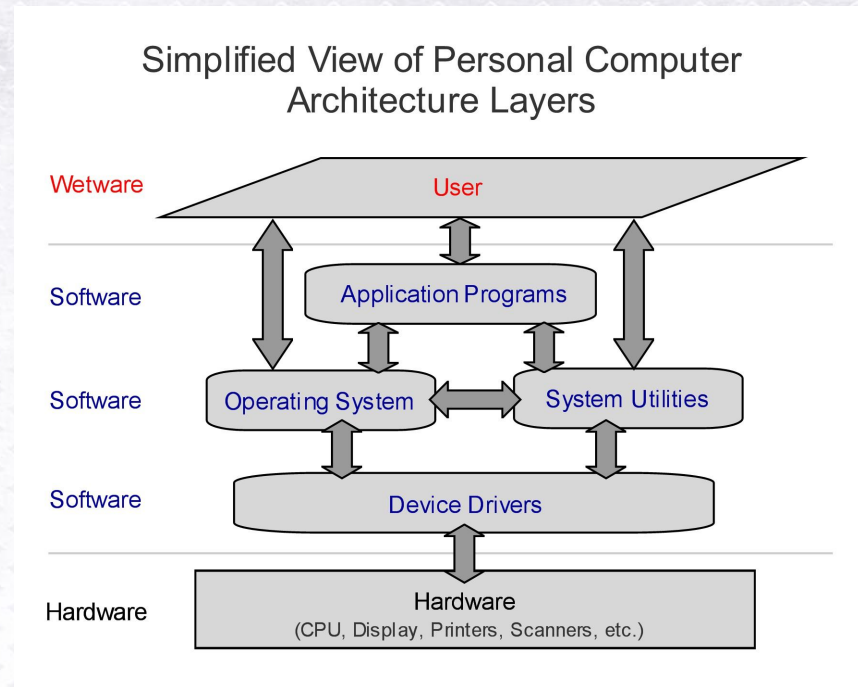 Simplified View of Personal Computer
Architecture Layers
Wetware
User
Software
Application Programs
Software
Operating System
System Utilities
Software
Device Drivers
Hardware
Hardware
(CPU, Display, Printers, Scanners, etc.)